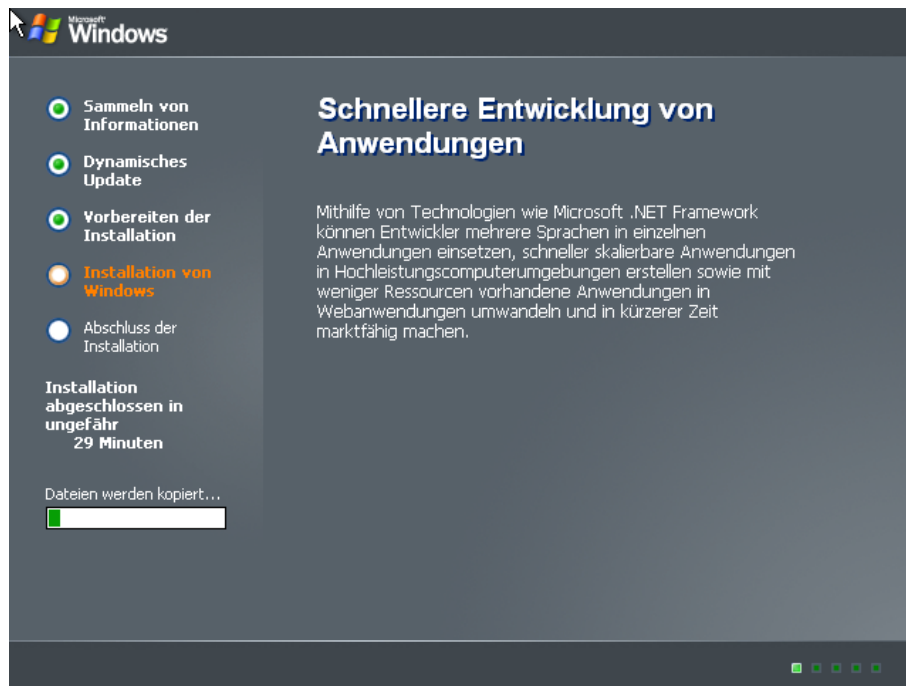 Microsoft
Windows
Sammeln von
Informationen
Dynamisches
Update
Vorbereiten der
Installation
Installation von
Windows
Abschluss der
Installation
Installation
abgeschlossen in
ungefähr
29 Minuten
Dateien werden kopiert...
Schnellere Entwicklung von
Anwendungen
Mithilfe von Technologien wie Microsoft .NET Framework
können Entwickler mehrere Sprachen in einzelnen
Anwendungen einsetzen, schneller skalierbare Anwendungen
in Hochleistungscomputerumgebungen erstellen sowie mit
weniger Ressourcen vorhandene Anwendungen in
Webanwendungen umwandeln und in kürzerer Zeit
marktfähig machen.